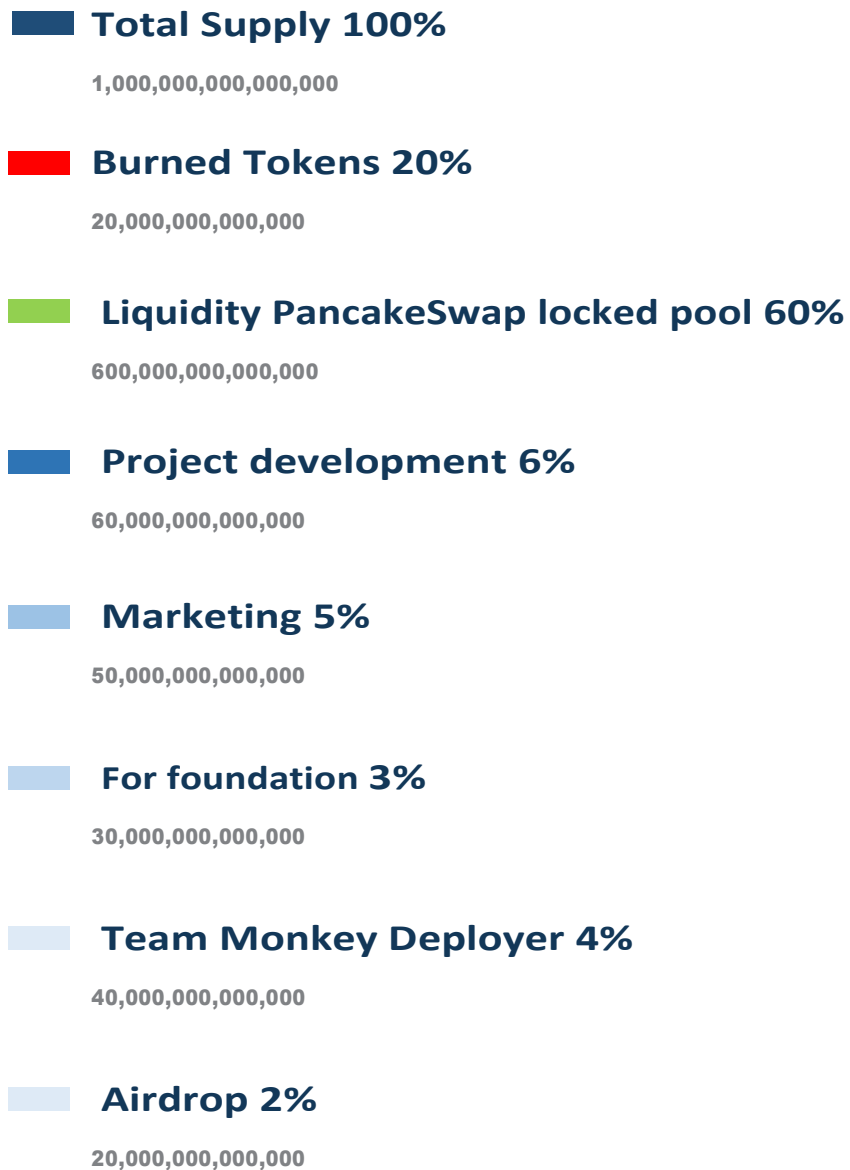 Total Supply 100%
1,000,000,000,000,000
Burned Tokens 20%
20,000,000,000,000
Liquidity PancakeSwap locked pool 60%
600,000,000,000,000
Project development 6%
60,000,000,000,000
Marketing 5%
50,000,000,000,000
For foundation 3%
30,000,000,000,000
Team Monkey Deployer 4%
40,000,000,000,000
Airdrop 2%
20,000,000,000,000